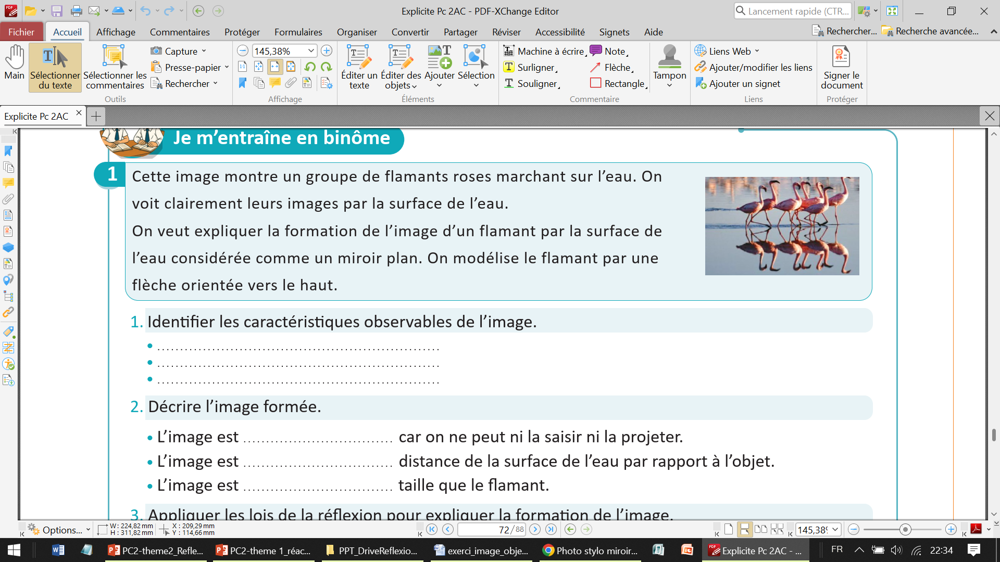 Explicite Pc 2AC - PDF-XChange Editor
Lancement rapide (CTR...
Fichier Accueil Affichage Commentaires Protéger Formulaires Organiser Convertir Partager Réviser Accessibilité Signets Aide
Rechercher... Recherche avancée...
Main
Sélectionner du texte
Sélectionner les commentaires
Capture
Presse-papier
Rechercher
Outils
145,38%
Affichage
Éditer un texte
Éditer des objets
Ajouter
Sélection
Éléments
Machine à écrire
Surligner
Souligner
Note
Flèche
Rectangle
Commentaire
Tampon
Liens Web
Ajouter/modifier les liens
Ajouter un signet
Liens
Signer le document
Protéger
Explicite Pc 2AC
Je m'entraîne en binôme
1
Cette image montre un groupe de flamants roses marchant sur l'eau. On
voit clairement leurs images par la surface de l'eau.
On veut expliquer la formation de l'image d'un flamant par la surface de
l'eau considérée comme un miroir plan. On modélise le flamant par une
flèche orientée vers le haut.
1. Identifier les caractéristiques observables de l'image.
• ............................................................
• ............................................................
• ............................................................
2. Décrire l'image formée.
• L'image est ................................ car on ne peut ni la saisir ni la projeter.
• L'image est ................................ distance de la surface de l'eau par rapport à l'objet.
• L'image est ................................ taille que le flamant.
3. Appliquer les lois de la réflexion pour expliquer la formation de l'image.
Options...
W : 224,82 mm
H : 311,82 mm
X : 209,29 mm
Y : 114,66 mm
72 / 88
145,38%
PC2-theme2_Refle...
PC2-theme 1_réac...
PPT_DriveReflexio...
exerci_image_obje...
Photo stylo miroir...
Explicite Pc 2AC - ...
FR
22:34